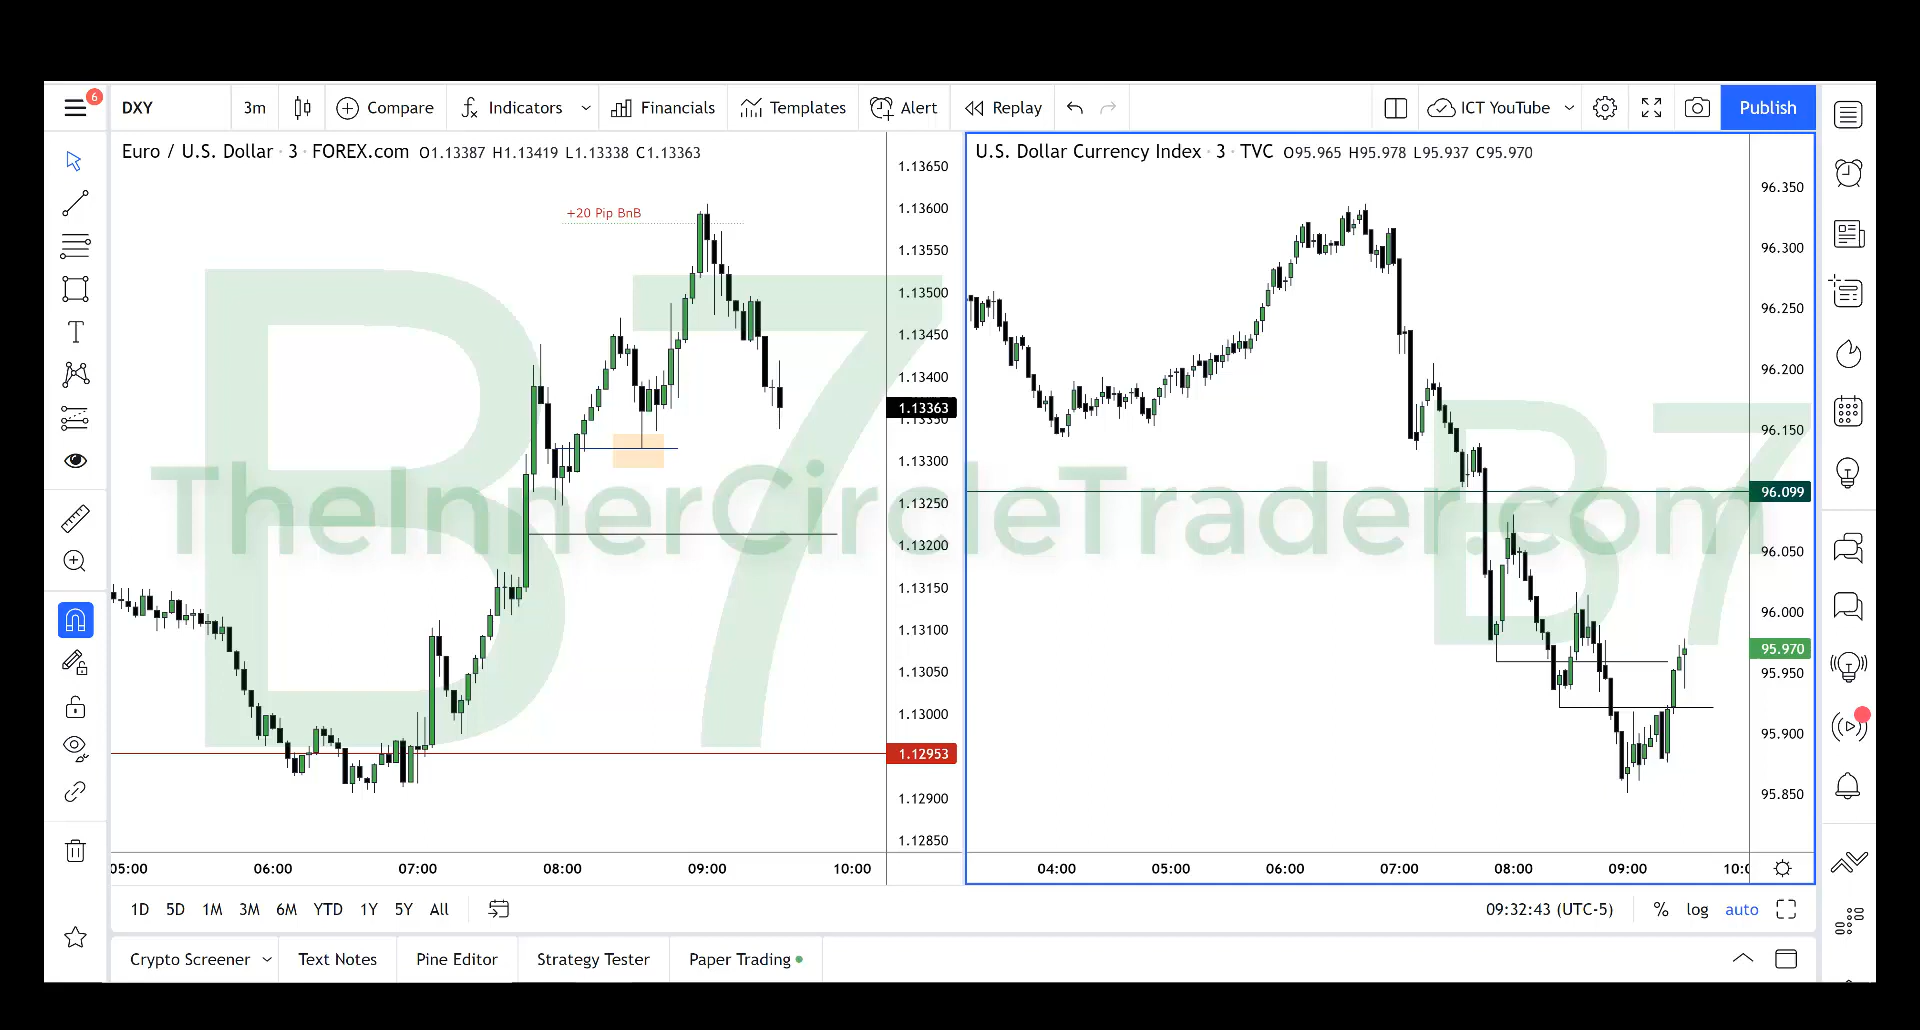 6
DXY
3m
Compare
Indicators
Financials
Templates
Alert
Replay
ICT YouTube
Publish
Euro / U.S. Dollar · 3 · FOREX.com O1.13387 H1.13419 L1.13338 C1.13363
U.S. Dollar Currency Index · 3 · TVC O95.965 H95.978 L95.937 C95.970
+20 Pip BnB
B7
TheInnerCircleTrader.com
B7
1.13650
1.13600
1.13550
1.13500
1.13450
1.13400
1.13363
1.13300
1.13250
1.13200
1.13150
1.13100
1.13050
1.13000
1.12953
1.12900
1.12850
96.350
96.300
96.250
96.200
96.150
96.099
96.050
96.000
95.970
95.950
95.900
95.850
05:00 06:00 07:00 08:00 09:00 10:00
04:00 05:00 06:00 07:00 08:00 09:00 10:0
1D 5D 1M 3M 6M YTD 1Y 5Y All
09:32:43 (UTC-5) % log auto
Crypto Screener
Text Notes
Pine Editor
Strategy Tester
Paper Trading